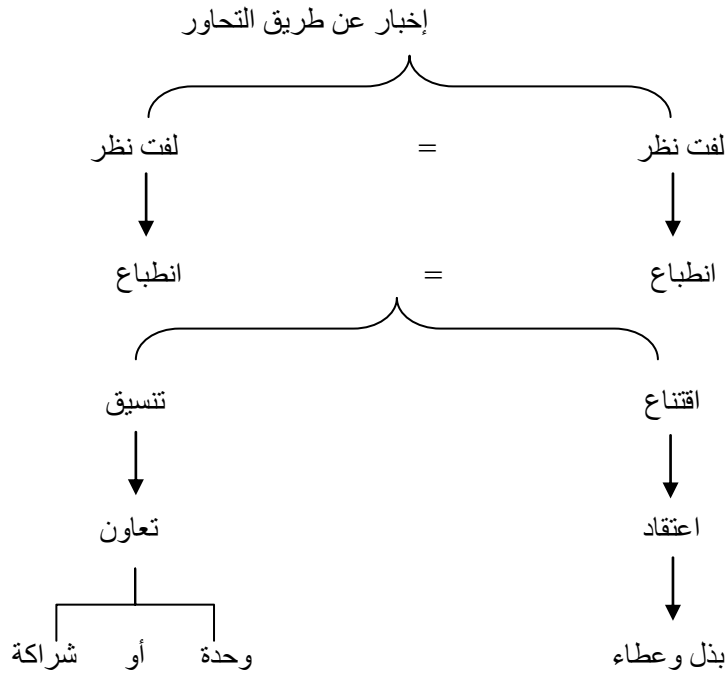 إخبار عن طريق التحاور
لفت نظر = لفت نظر
انطباع = انطباع
اقتناع تنسيق
اعتقاد تعاون
بذل وعطاء وحدة أو شراكة